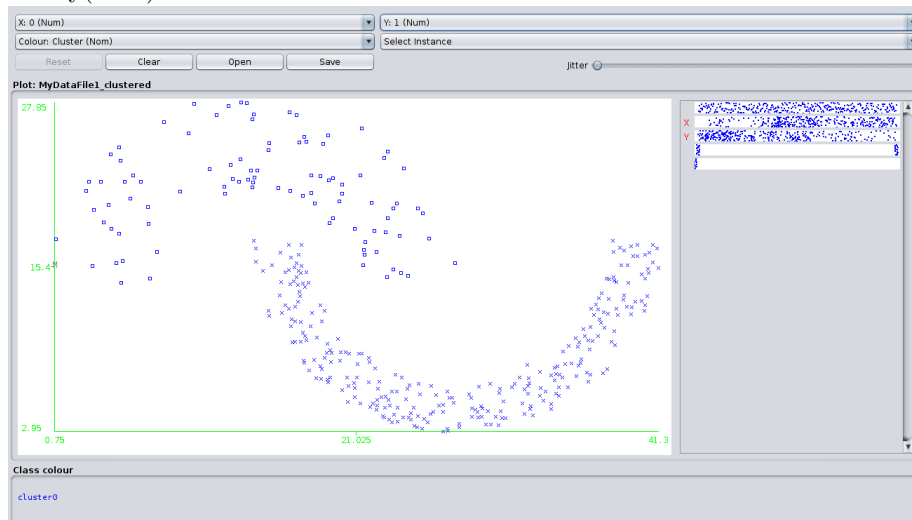 X: 0 (Num) Y: 1 (Num)
Colour: Cluster (Nom) Select Instance
Reset Clear Open Save Jitter
Plot: MyDataFile1_clustered
27.95
X
Y
15.4
2.95
0.75 21.025 41.3
Class colour
cluster0